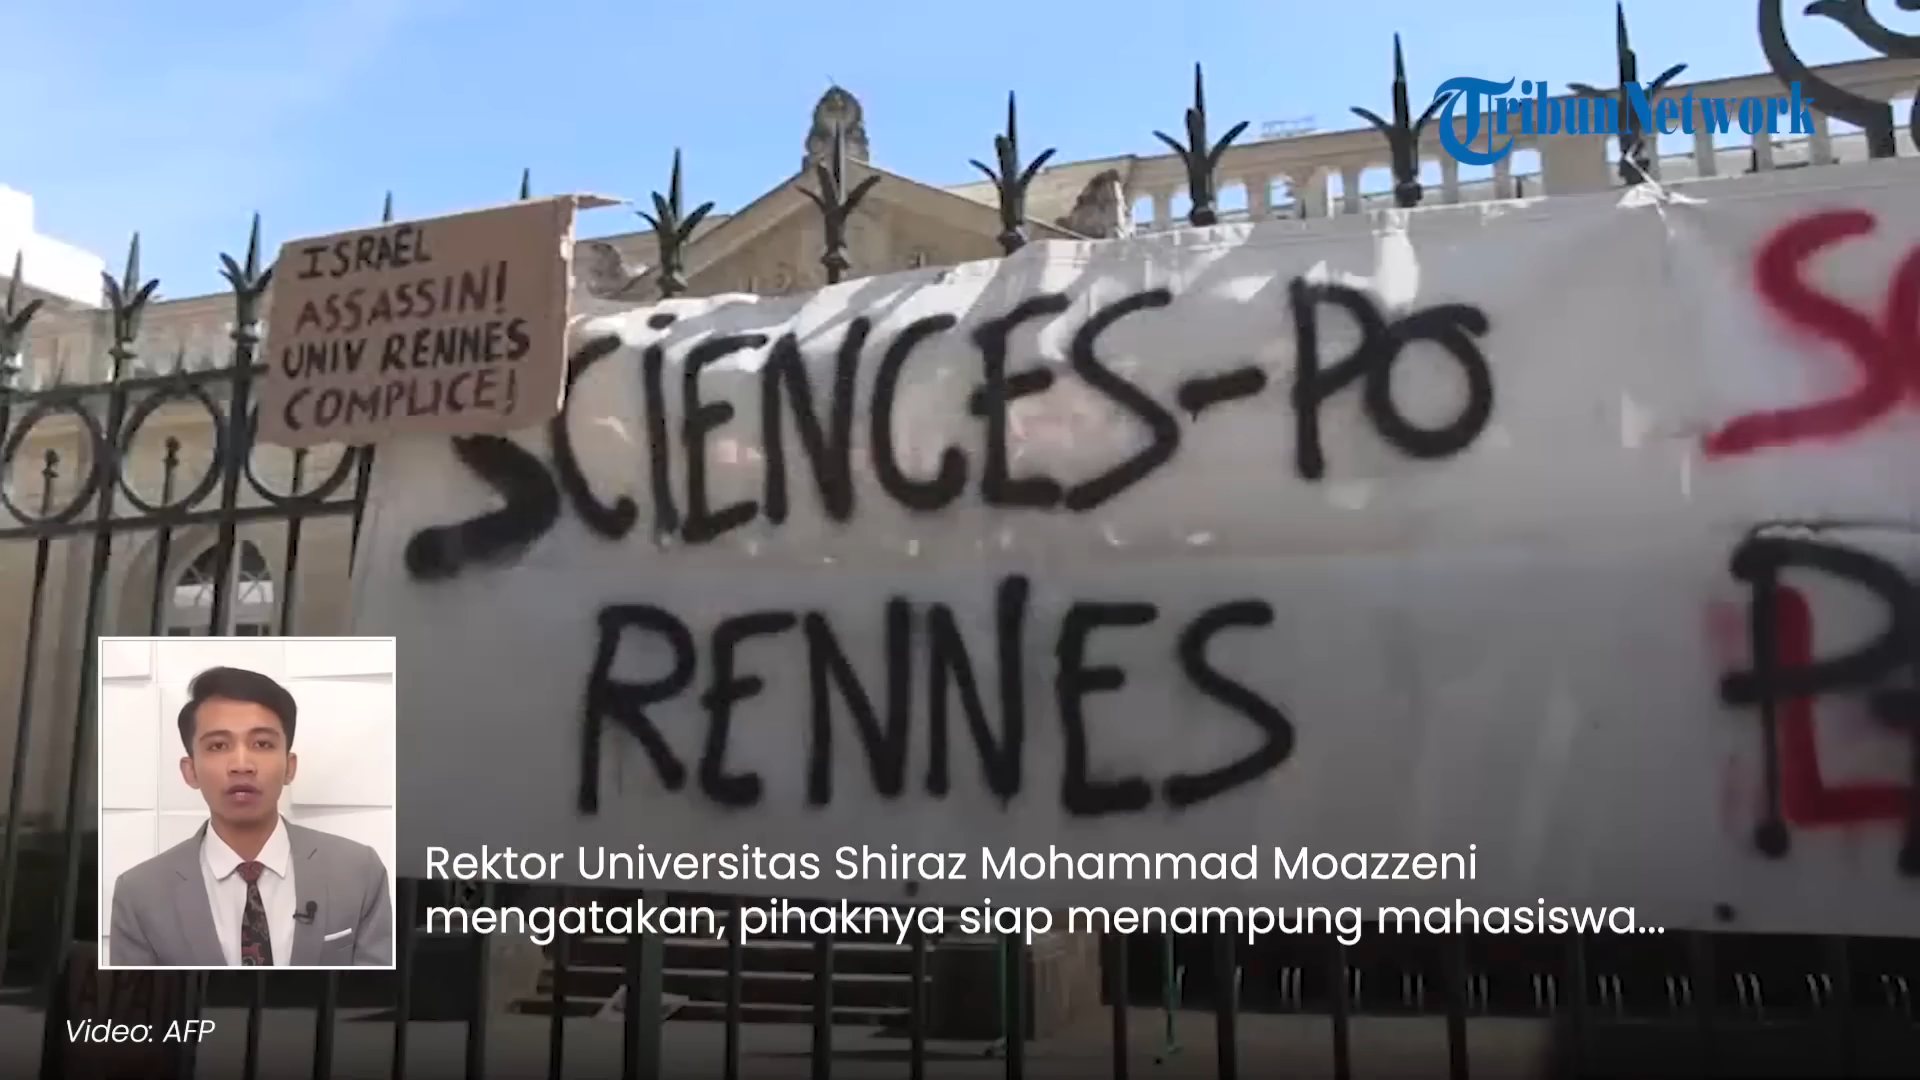 TribunNetwork
ISRAËL
ASSASSIN!
UNIV RENNES
COMPLICE!
SCIENCES-PO
RENNES
Rektor Universitas Shiraz Mohammad Moazzeni
mengatakan, pihaknya siap menampung mahasiswa...
Video: AFP